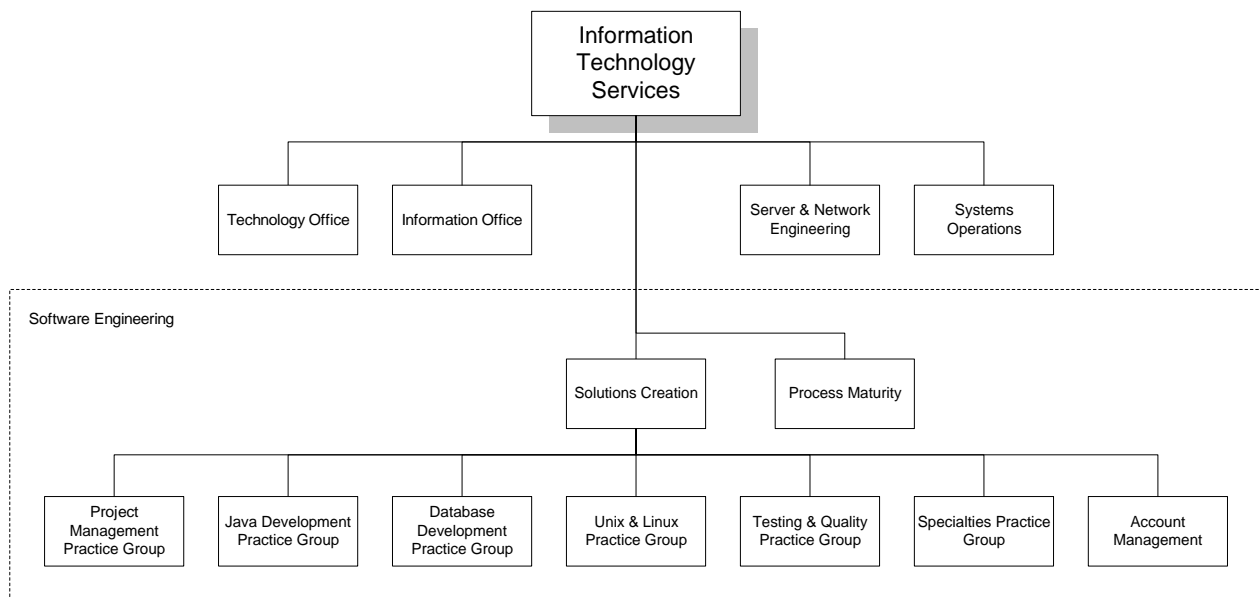 Information
Technology
Services
Technology Office
Information Office
Server & Network
Engineering
Systems
Operations
Software Engineering
Solutions Creation
Process Maturity
Project
Management
Practice Group
Java Development
Practice Group
Database
Development
Practice Group
Unix & Linux
Practice Group
Testing & Quality
Practice Group
Specialties Practice
Group
Account
Management